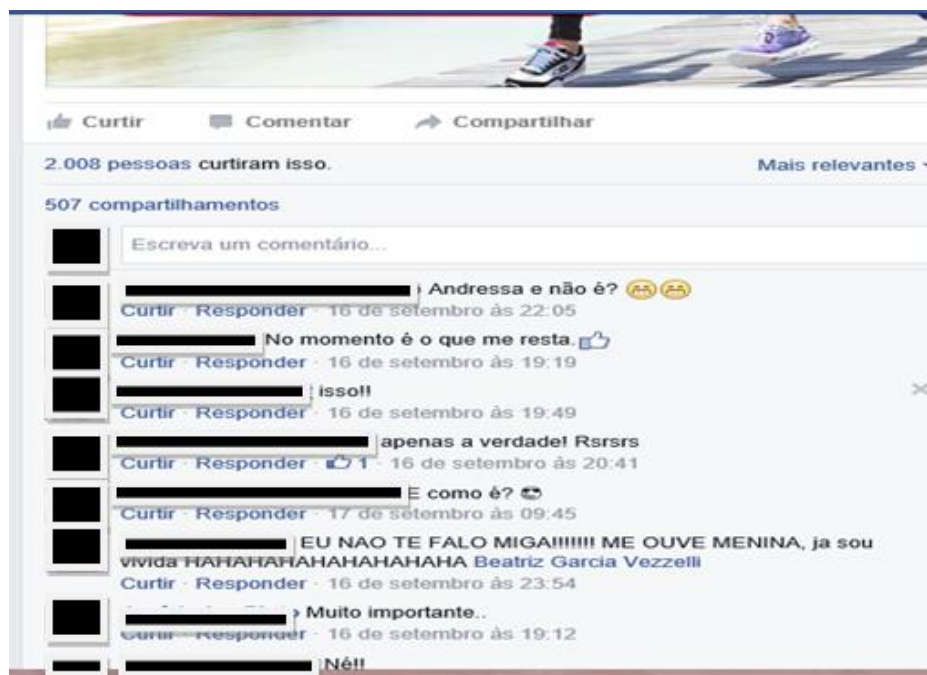 Curtir Comentar Compartilhar
2.008 pessoas curtiram isso. Mais relevantes
507 compartilhamentos
Escreva um comentário...
Andressa e não é?
Curtir · Responder · 16 de setembro às 22:05
No momento é o que me resta.
Curtir · Responder · 16 de setembro às 19:19
isso!!
Curtir · Responder · 16 de setembro às 19:49
apenas a verdade! Rsrsrs
Curtir · Responder · 1 · 16 de setembro às 20:41
E como é?
Curtir · Responder · 17 de setembro às 09:45
EU NAO TE FALO MIGA!!!!!!! ME OUVE MENINA, ja sou
vivida HAHAHAHAHAHAHAHAHAHA Beatriz Garcia Vezzelli
Curtir · Responder · 16 de setembro às 23:54
Muito importante..
Curtir · Responder · 16 de setembro às 19:12
Né!!